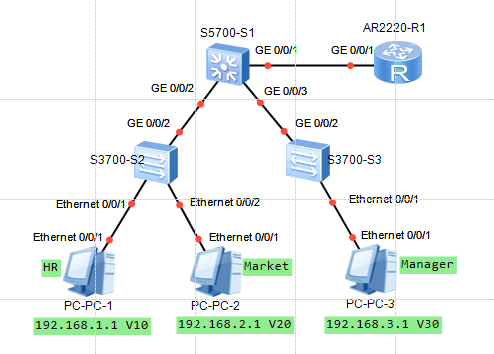 S5700-S1
AR2220-R1
GE 0/0/1
GE 0/0/1
GE 0/0/2
GE 0/0/3
GE 0/0/2
GE 0/0/2
S3700-S2
S3700-S3
Ethernet 0/0/1
Ethernet 0/0/2
Ethernet 0/0/1
Ethernet 0/0/1
Ethernet 0/0/1
Ethernet 0/0/1
HR
Market
Manager
PC-PC-1
PC-PC-2
PC-PC-3
192.168.1.1 V10
192.168.2.1 V20
192.168.3.1 V30